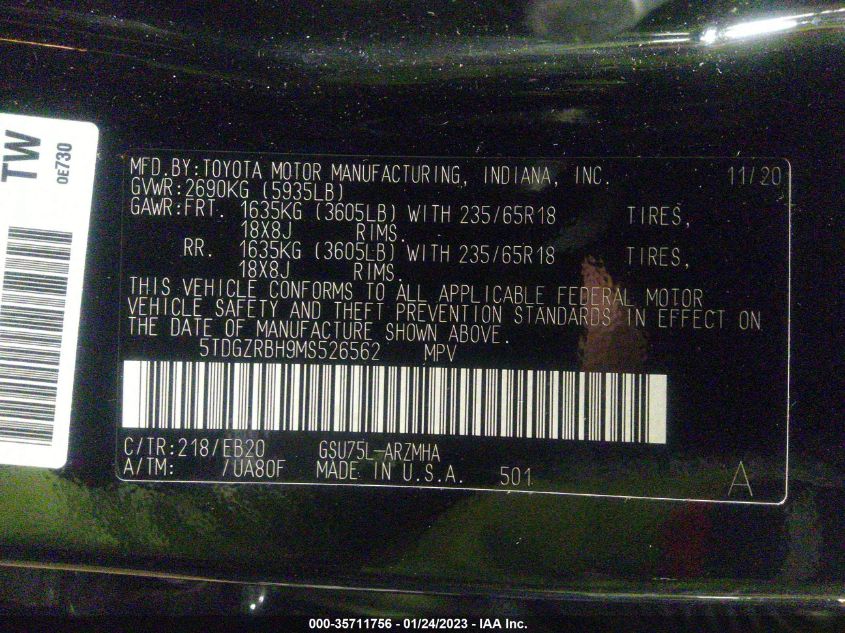 TW
OE730
MFD.BY:TOYOTA MOTOR MANUFACTURING, INDIANA, INC. 11/20
GVWR:2690KG (5935LB)
GAWR:FRT. 1635KG (3605LB) WITH 235/65R18 TIRES,
18X8J RIMS.
RR. 1635KG (3605LB) WITH 235/65R18 TIRES,
18X8J RIMS.
THIS VEHICLE CONFORMS TO ALL APPLICABLE FEDERAL MOTOR
VEHICLE SAFETY AND THEFT PREVENTION STANDARDS IN EFFECT ON
THE DATE OF MANUFACTURE SHOWN ABOVE.
5TDGZRBH9MS526562 MPV
C/TR:218/EB20 GSU75L-ARZMHA
A/TM: /UA80F MADE IN U.S.A. 501 A
000-35711756 - 01/24/2023 - IAA Inc.